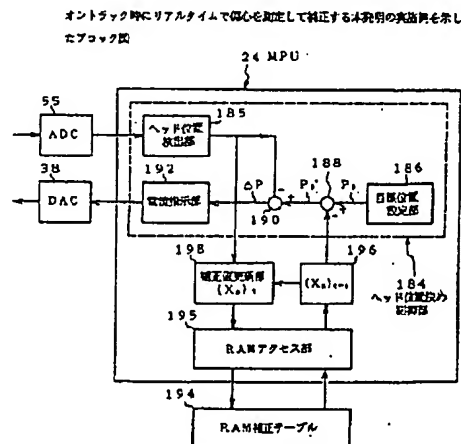 オントラック時にリアルタイムで偏心を測定して補正する本発明の実施例を示し
たブロック図
24 MPU
55
ADC
185
ヘッド位置
検出部
38
DAC
192
電流指示部
ΔP
190
188
186
目標位置
設定部
184
ヘッド位置決め
制御部
198
補正値更新部
196
195
RAMアクセス部
194
RAM補正テーブル